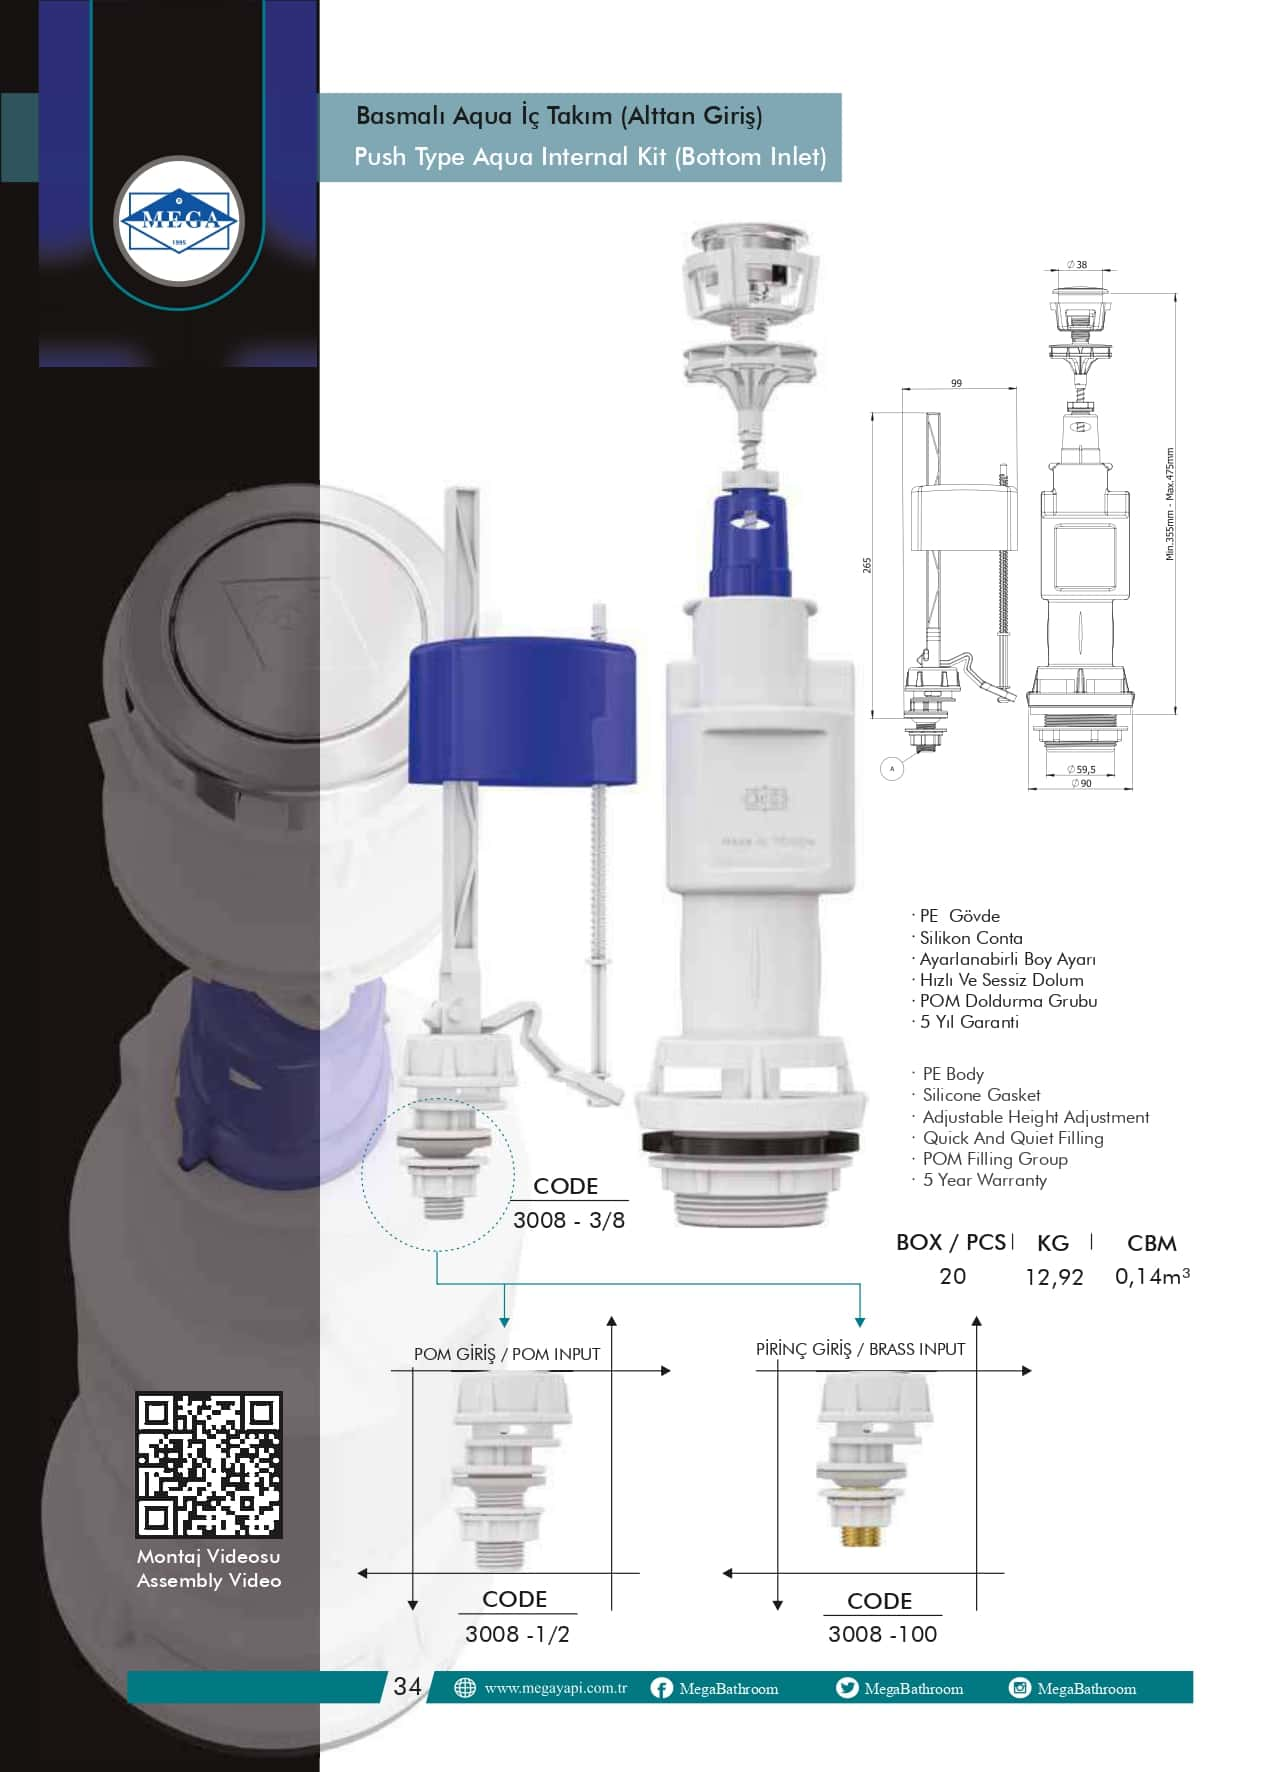 Basmalı Aqua İç Takım (Alttan Giriş)
Push Type Aqua Internal Kit (Bottom Inlet)
MEGA
1995
Ø38
99
265
Min.355mm - Max.475mm
A
Ø59,5
Ø90
· PE Gövde
· Silikon Conta
· Ayarlanabirli Boy Ayarı
· Hızlı Ve Sessiz Dolum
· POM Doldurma Grubu
· 5 Yıl Garanti
· PE Body
· Silicone Gasket
· Adjustable Height Adjustment
· Quick And Quiet Filling
· POM Filling Group
· 5 Year Warranty
CODE
3008 - 3/8
BOX / PCS | KG | CBM
20 12,92 0,14m³
POM GİRİŞ / POM INPUT
PİRİNÇ GİRİŞ / BRASS INPUT
Montaj Videosu
Assembly Video
CODE
3008 -1/2
CODE
3008 -100
34
www.megayapi.com.tr
MegaBathroom
MegaBathroom
MegaBathroom